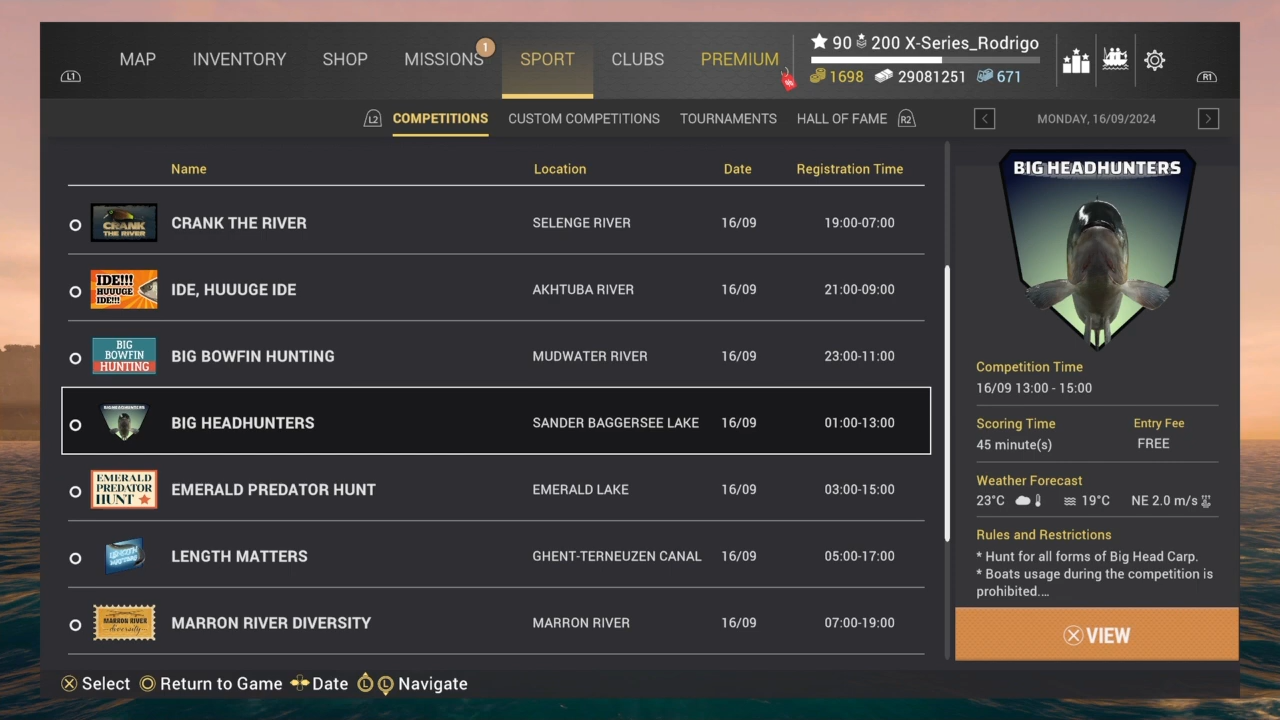 MAP INVENTORY SHOP MISSIONS 1 SPORT CLUBS PREMIUM
90 200 X-Series_Rodrigo
1698 29081251 671
L1 R1
L2 COMPETITIONS CUSTOM COMPETITIONS TOURNAMENTS HALL OF FAME R2
< MONDAY, 16/09/2024 >
Name Location Date Registration Time
CRANK THE RIVER CRANK THE RIVER SELENGE RIVER 16/09 19:00-07:00
IDE!!! HUUUGE IDE!!! IDE, HUUUGE IDE AKHTUBA RIVER 16/09 21:00-09:00
BIG BOWFIN HUNTING BIG BOWFIN HUNTING MUDWATER RIVER 16/09 23:00-11:00
BIG HEADHUNTERS BIG HEADHUNTERS SANDER BAGGERSEE LAKE 16/09 01:00-13:00
EMERALD PREDATOR HUNT EMERALD PREDATOR HUNT EMERALD LAKE 16/09 03:00-15:00
LENGTH MATTERS LENGTH MATTERS GHENT-TERNEUZEN CANAL 16/09 05:00-17:00
MARRON RIVER diversity MARRON RIVER DIVERSITY MARRON RIVER 16/09 07:00-19:00
BIG HEADHUNTERS
Competition Time
16/09 13:00 - 15:00
Scoring Time Entry Fee
45 minute(s) FREE
Weather Forecast
23°C 19°C NE 2.0 m/s
Rules and Restrictions
* Hunt for all forms of Big Head Carp.
* Boats usage during the competition is
prohibited....
VIEW
Select Return to Game Date L L Navigate